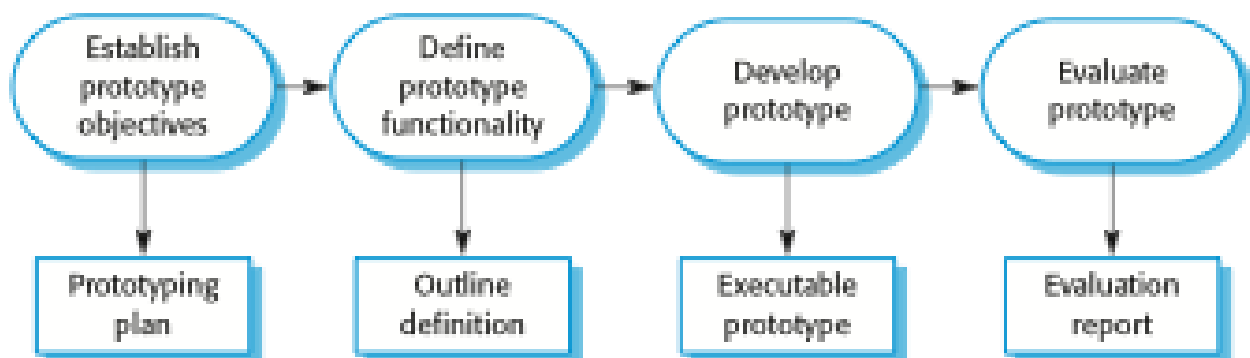 Establish
prototype
objectives
Define
prototype
functionality
Develop
prototype
Evaluate
prototype
Prototyping
plan
Outline
definition
Executable
prototype
Evaluation
report